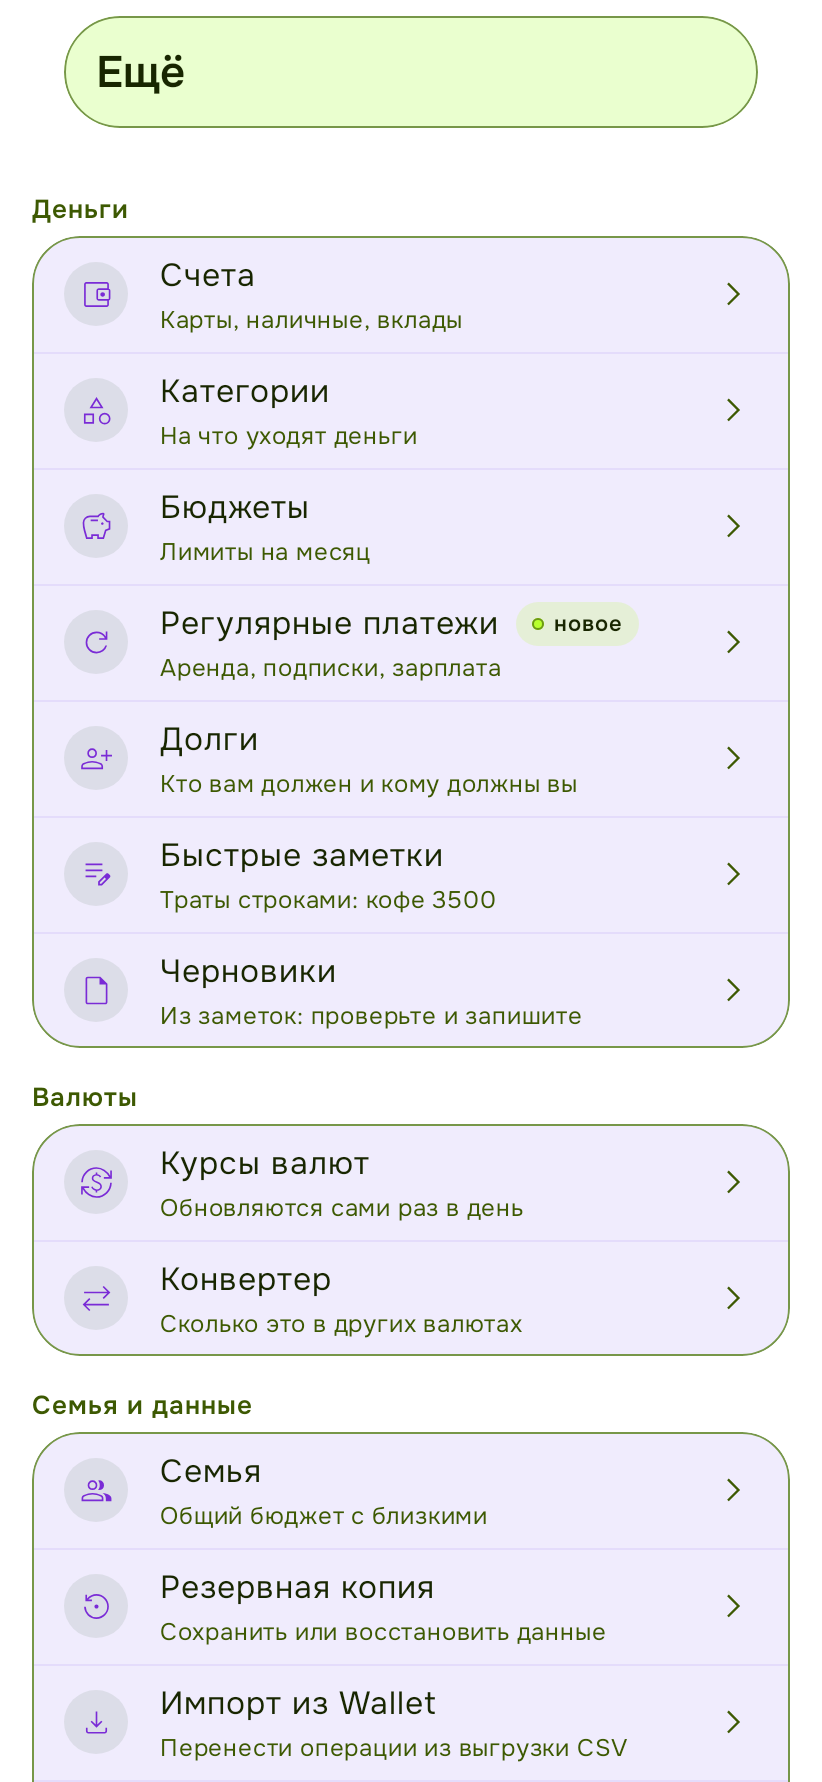 Ещё
Деньги
Счета
Карты, наличные, вклады
Категории
На что уходят деньги
Бюджеты
Лимиты на месяц
Регулярные платежи новое
Аренда, подписки, зарплата
Долги
Кто вам должен и кому должны вы
Быстрые заметки
Траты строками: кофе 3500
Черновики
Из заметок: проверьте и запишите
Валюты
Курсы валют
Обновляются сами раз в день
Конвертер
Сколько это в других валютах
Семья и данные
Семья
Общий бюджет с близкими
Резервная копия
Сохранить или восстановить данные
Импорт из Wallet
Перенести операции из выгрузки CSV